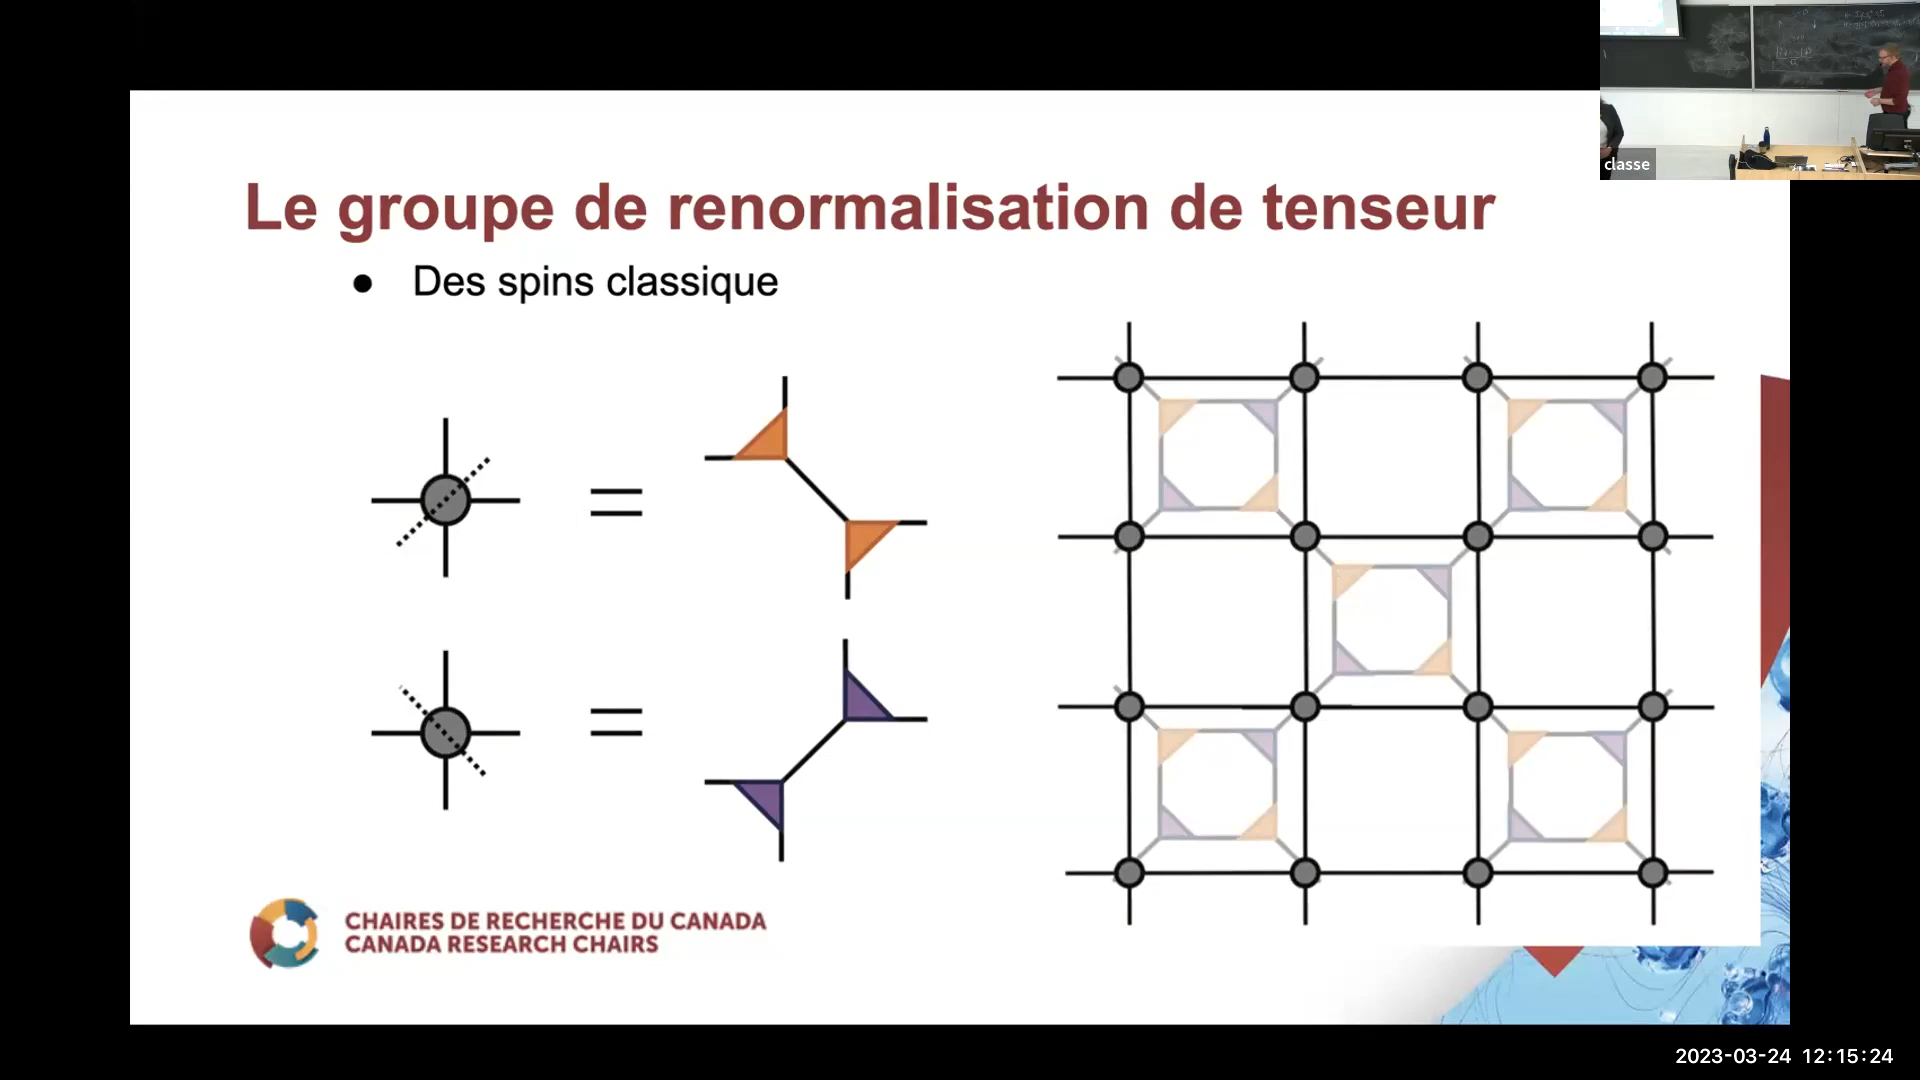 Le groupe de renormalisation de tenseur
● Des spins classique
CHAIRES DE RECHERCHE DU CANADA
CANADA RESEARCH CHAIRS
classe
2023-03-24 12:15:24